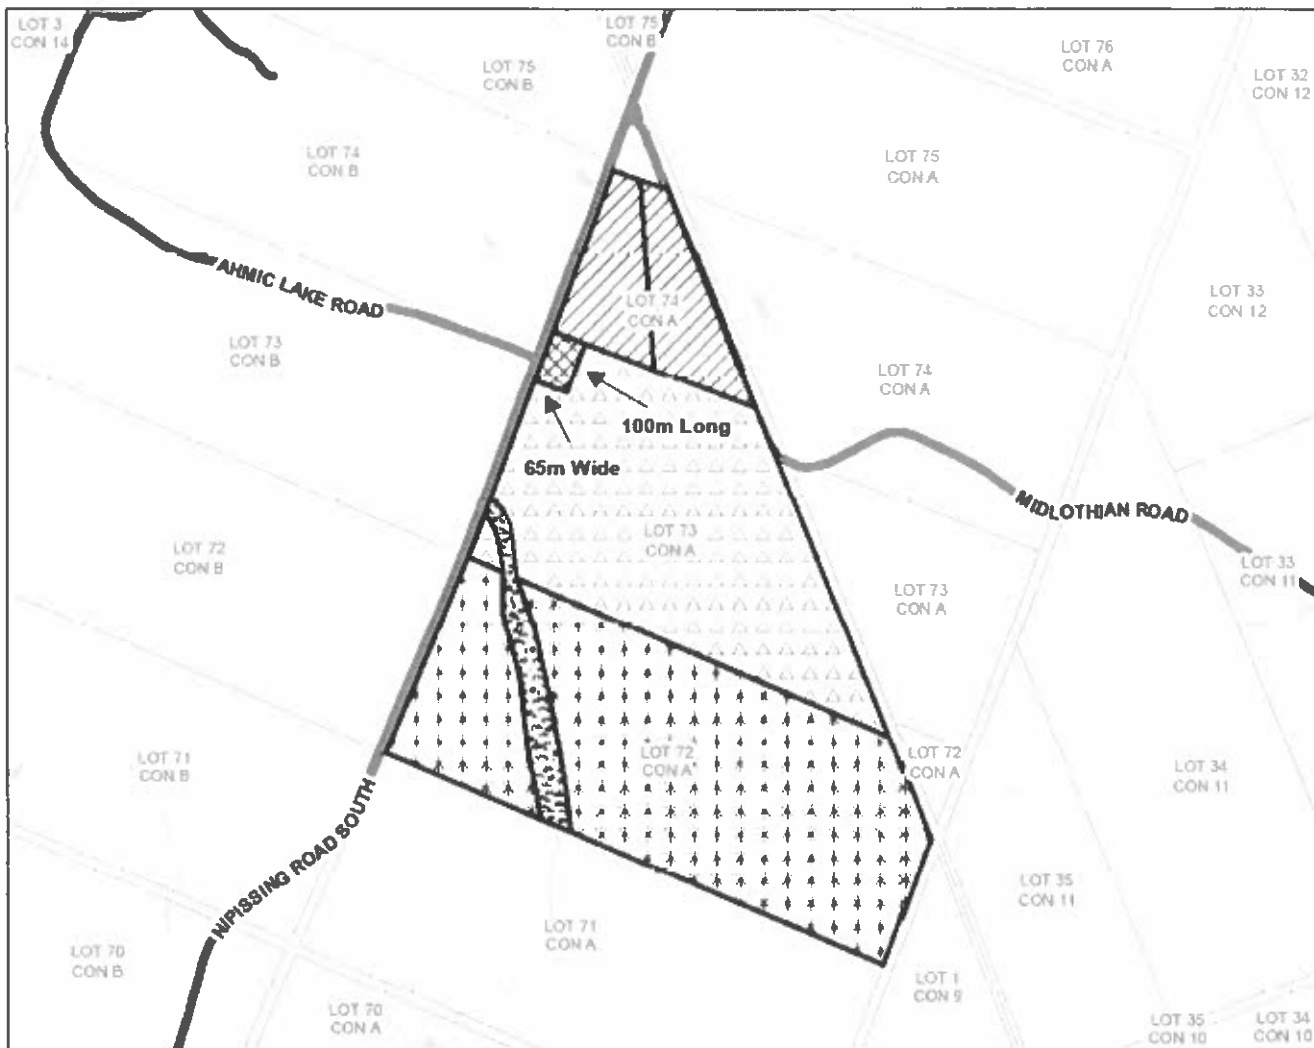 LOT 3
CON 14
LOT 75
CON B
LOT 75
CON B
LOT 76
CON A
LOT 32
CON 12
LOT 74
CON B
LOT 75
CON A
AHMIC LAKE ROAD
LOT 74
CON A
LOT 33
CON 12
LOT 73
CON B
LOT 74
CON A
100m Long
65m Wide
MIDLOTHIAN ROAD
LOT 73
CON A
LOT 72
CON B
LOT 33
CON 11
LOT 73
CON A
LOT 71
CON B
LOT 72
CON A
LOT 72
CON A
LOT 34
CON 11
NIPISSING ROAD SOUTH
LOT 35
CON 11
LOT 71
CON A
LOT 70
CON B
LOT 1
CON 9
LOT 70
CON A
LOT 35
CON 10
LOT 34
CON 10